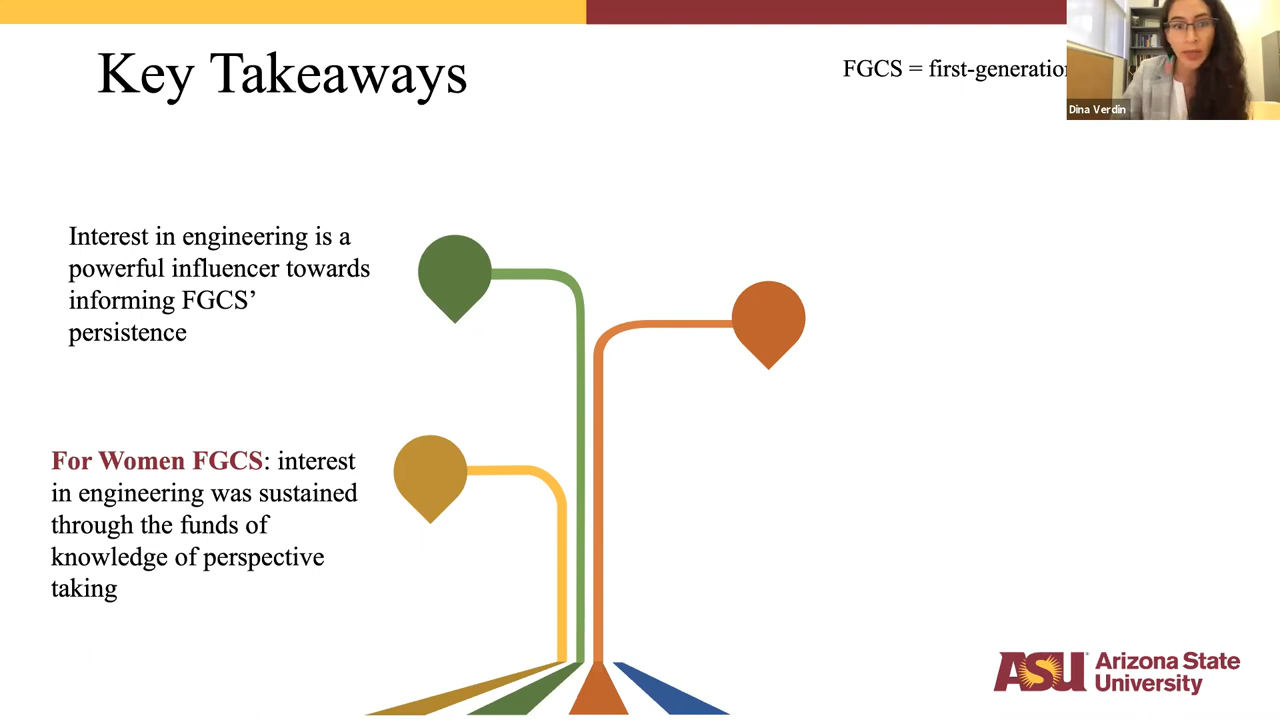 Key Takeaways
FGCS = first-generation
Dina Verdin
Interest in engineering is a
powerful influencer towards
informing FGCS’
persistence
For Women FGCS: interest
in engineering was sustained
through the funds of
knowledge of perspective
taking
ASU Arizona State
University